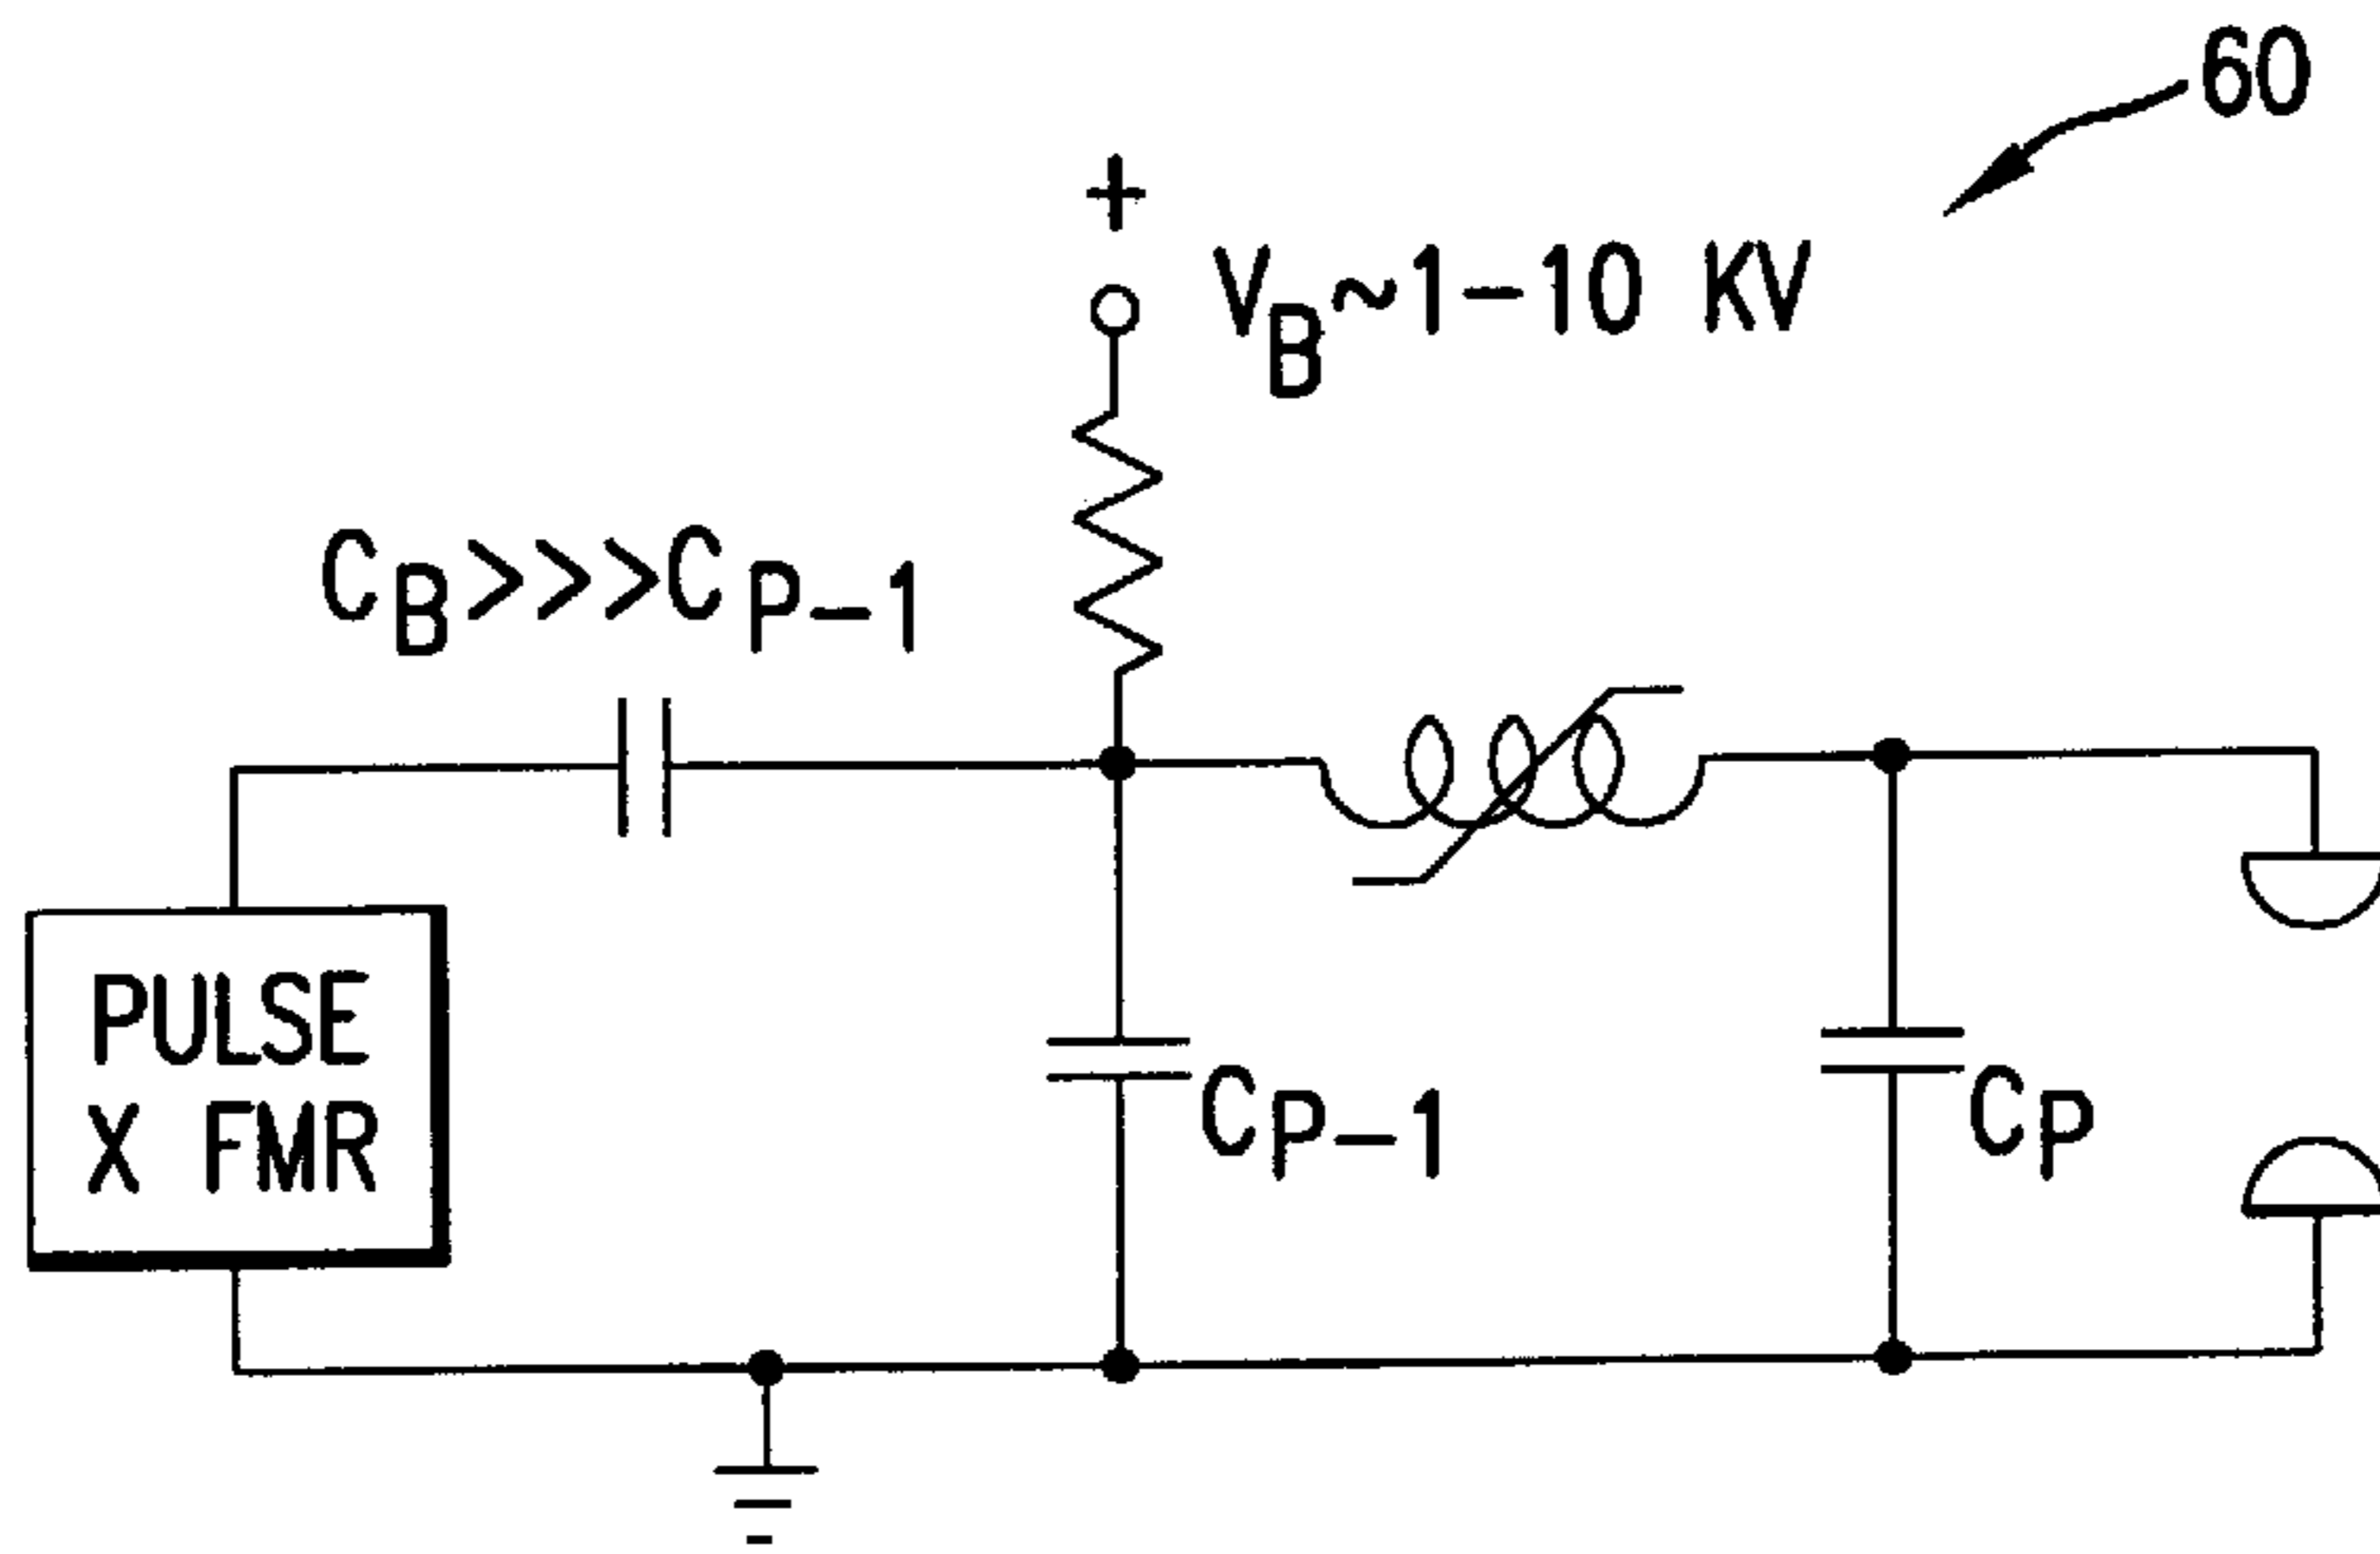 60
+
VB~1-10 KV
CB>>>CP-1
PULSE
X FMR
CP-1
CP